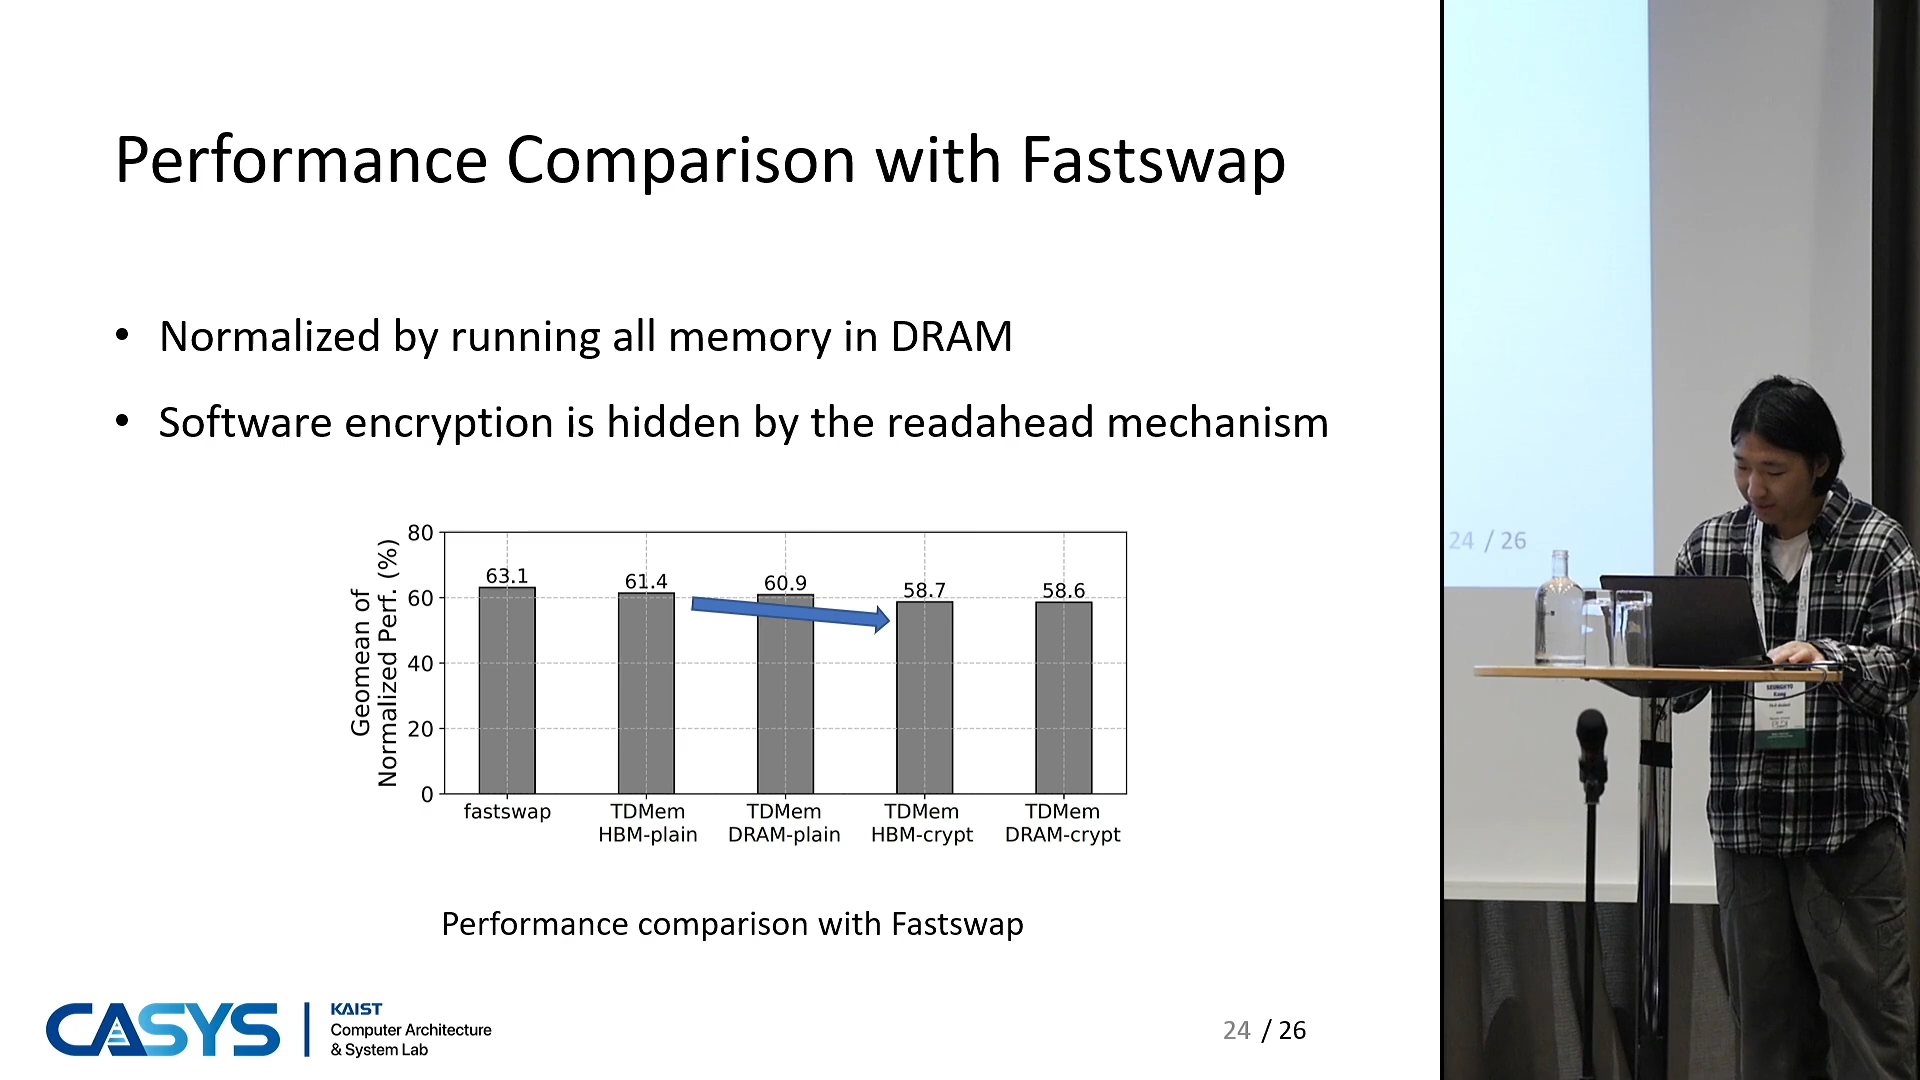 Performance Comparison with Fastswap
• Normalized by running all memory in DRAM
• Software encryption is hidden by the readahead mechanism
Geomean of
Normalized Perf. (%)
80
60
40
20
0
63.1
61.4
60.9
58.7
58.6
fastswap
TDMem
HBM-plain
TDMem
DRAM-plain
TDMem
HBM-crypt
TDMem
DRAM-crypt
Performance comparison with Fastswap
CASYS
KAIST
Computer Architecture
& System Lab
24 / 26
24 / 26